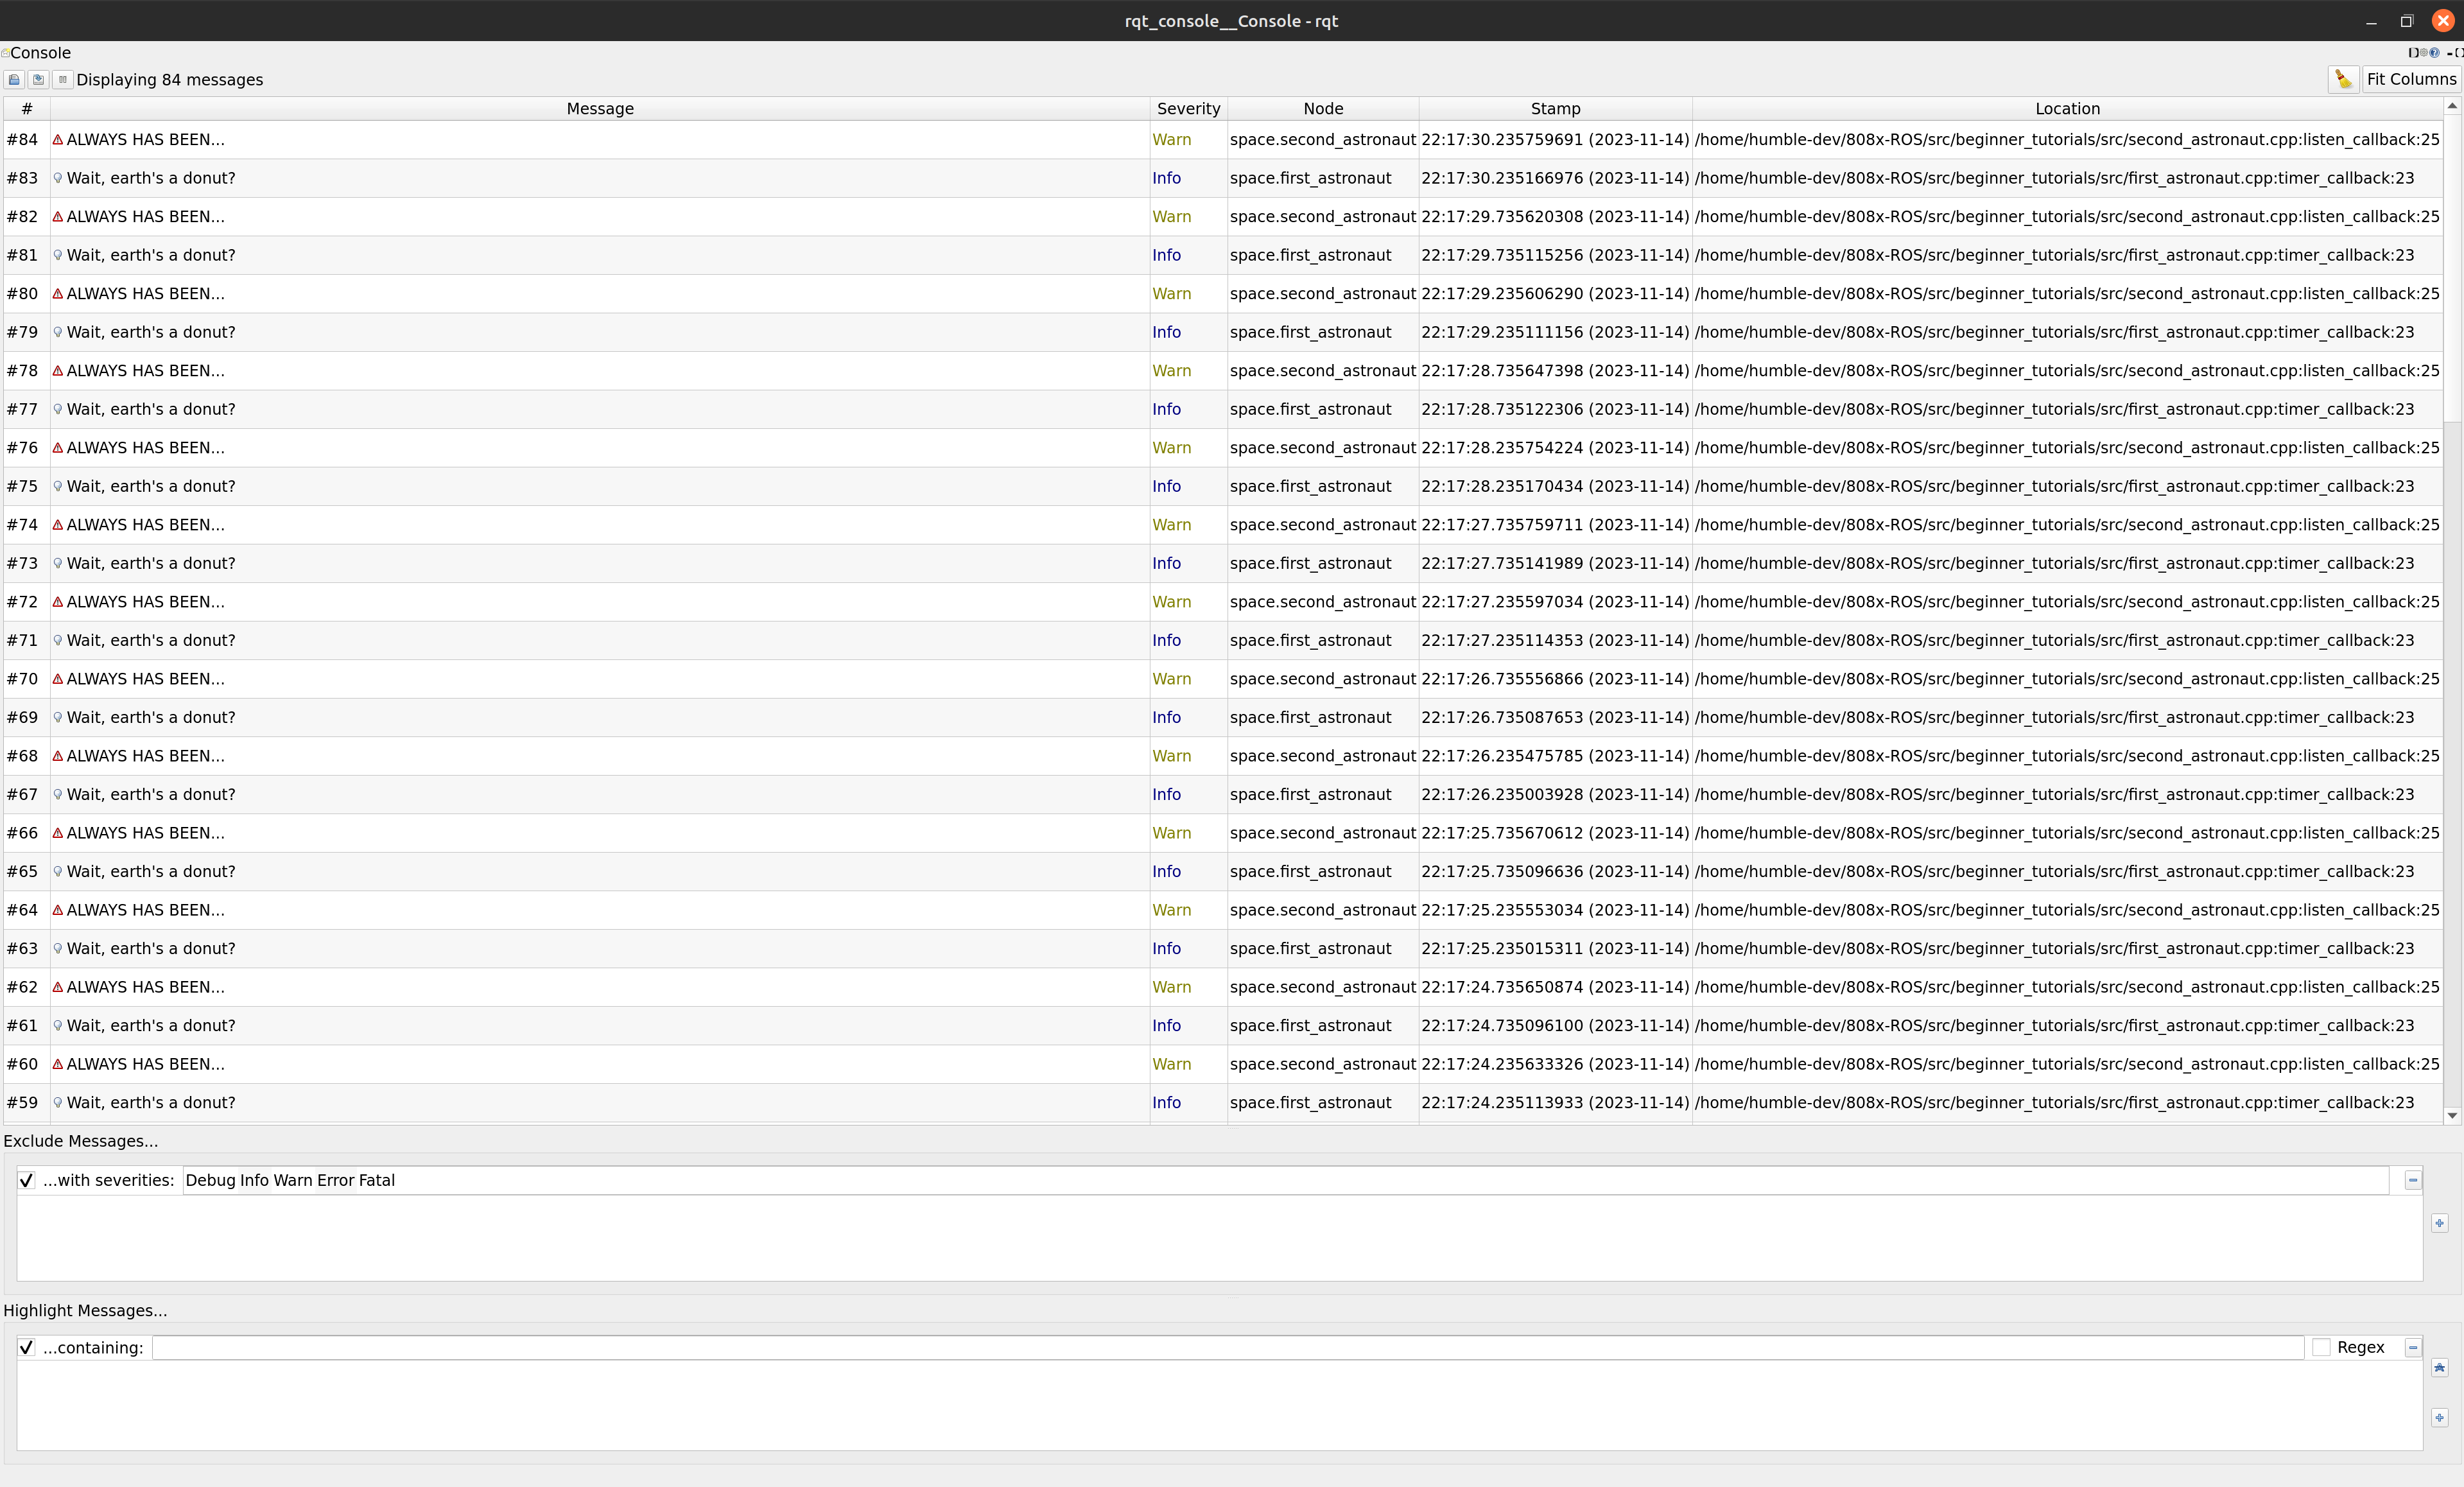 rqt_console__Console - rqt
Console
Displaying 84 messages Fit Columns
# Message Severity Node Stamp Location
#84 ALWAYS HAS BEEN... Warn space.second_astronaut 22:17:30.235759691 (2023-11-14) /home/humble-dev/808x-ROS/src/beginner_tutorials/src/second_astronaut.cpp:listen_callback:25
#83 Wait, earth's a donut? Info space.first_astronaut 22:17:30.235166976 (2023-11-14) /home/humble-dev/808x-ROS/src/beginner_tutorials/src/first_astronaut.cpp:timer_callback:23
#82 ALWAYS HAS BEEN... Warn space.second_astronaut 22:17:29.735620308 (2023-11-14) /home/humble-dev/808x-ROS/src/beginner_tutorials/src/second_astronaut.cpp:listen_callback:25
#81 Wait, earth's a donut? Info space.first_astronaut 22:17:29.735115256 (2023-11-14) /home/humble-dev/808x-ROS/src/beginner_tutorials/src/first_astronaut.cpp:timer_callback:23
#80 ALWAYS HAS BEEN... Warn space.second_astronaut 22:17:29.235606290 (2023-11-14) /home/humble-dev/808x-ROS/src/beginner_tutorials/src/second_astronaut.cpp:listen_callback:25
#79 Wait, earth's a donut? Info space.first_astronaut 22:17:29.235111156 (2023-11-14) /home/humble-dev/808x-ROS/src/beginner_tutorials/src/first_astronaut.cpp:timer_callback:23
#78 ALWAYS HAS BEEN... Warn space.second_astronaut 22:17:28.735647398 (2023-11-14) /home/humble-dev/808x-ROS/src/beginner_tutorials/src/second_astronaut.cpp:listen_callback:25
#77 Wait, earth's a donut? Info space.first_astronaut 22:17:28.735122306 (2023-11-14) /home/humble-dev/808x-ROS/src/beginner_tutorials/src/first_astronaut.cpp:timer_callback:23
#76 ALWAYS HAS BEEN... Warn space.second_astronaut 22:17:28.235754224 (2023-11-14) /home/humble-dev/808x-ROS/src/beginner_tutorials/src/second_astronaut.cpp:listen_callback:25
#75 Wait, earth's a donut? Info space.first_astronaut 22:17:28.235170434 (2023-11-14) /home/humble-dev/808x-ROS/src/beginner_tutorials/src/first_astronaut.cpp:timer_callback:23
#74 ALWAYS HAS BEEN... Warn space.second_astronaut 22:17:27.735759711 (2023-11-14) /home/humble-dev/808x-ROS/src/beginner_tutorials/src/second_astronaut.cpp:listen_callback:25
#73 Wait, earth's a donut? Info space.first_astronaut 22:17:27.735141989 (2023-11-14) /home/humble-dev/808x-ROS/src/beginner_tutorials/src/first_astronaut.cpp:timer_callback:23
#72 ALWAYS HAS BEEN... Warn space.second_astronaut 22:17:27.235597034 (2023-11-14) /home/humble-dev/808x-ROS/src/beginner_tutorials/src/second_astronaut.cpp:listen_callback:25
#71 Wait, earth's a donut? Info space.first_astronaut 22:17:27.235114353 (2023-11-14) /home/humble-dev/808x-ROS/src/beginner_tutorials/src/first_astronaut.cpp:timer_callback:23
#70 ALWAYS HAS BEEN... Warn space.second_astronaut 22:17:26.735556866 (2023-11-14) /home/humble-dev/808x-ROS/src/beginner_tutorials/src/second_astronaut.cpp:listen_callback:25
#69 Wait, earth's a donut? Info space.first_astronaut 22:17:26.735087653 (2023-11-14) /home/humble-dev/808x-ROS/src/beginner_tutorials/src/first_astronaut.cpp:timer_callback:23
#68 ALWAYS HAS BEEN... Warn space.second_astronaut 22:17:26.235475785 (2023-11-14) /home/humble-dev/808x-ROS/src/beginner_tutorials/src/second_astronaut.cpp:listen_callback:25
#67 Wait, earth's a donut? Info space.first_astronaut 22:17:26.235003928 (2023-11-14) /home/humble-dev/808x-ROS/src/beginner_tutorials/src/first_astronaut.cpp:timer_callback:23
#66 ALWAYS HAS BEEN... Warn space.second_astronaut 22:17:25.735670612 (2023-11-14) /home/humble-dev/808x-ROS/src/beginner_tutorials/src/second_astronaut.cpp:listen_callback:25
#65 Wait, earth's a donut? Info space.first_astronaut 22:17:25.735096636 (2023-11-14) /home/humble-dev/808x-ROS/src/beginner_tutorials/src/first_astronaut.cpp:timer_callback:23
#64 ALWAYS HAS BEEN... Warn space.second_astronaut 22:17:25.235553034 (2023-11-14) /home/humble-dev/808x-ROS/src/beginner_tutorials/src/second_astronaut.cpp:listen_callback:25
#63 Wait, earth's a donut? Info space.first_astronaut 22:17:25.235015311 (2023-11-14) /home/humble-dev/808x-ROS/src/beginner_tutorials/src/first_astronaut.cpp:timer_callback:23
#62 ALWAYS HAS BEEN... Warn space.second_astronaut 22:17:24.735650874 (2023-11-14) /home/humble-dev/808x-ROS/src/beginner_tutorials/src/second_astronaut.cpp:listen_callback:25
#61 Wait, earth's a donut? Info space.first_astronaut 22:17:24.735096100 (2023-11-14) /home/humble-dev/808x-ROS/src/beginner_tutorials/src/first_astronaut.cpp:timer_callback:23
#60 ALWAYS HAS BEEN... Warn space.second_astronaut 22:17:24.235633326 (2023-11-14) /home/humble-dev/808x-ROS/src/beginner_tutorials/src/second_astronaut.cpp:listen_callback:25
#59 Wait, earth's a donut? Info space.first_astronaut 22:17:24.235113933 (2023-11-14) /home/humble-dev/808x-ROS/src/beginner_tutorials/src/first_astronaut.cpp:timer_callback:23
Exclude Messages...
...with severities: Debug Info Warn Error Fatal
Highlight Messages...
...containing: Regex